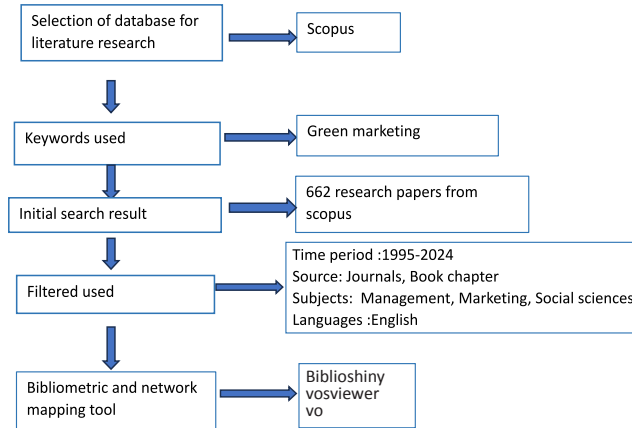 Selection of database for
literature research
Scopus
Keywords used
Green marketing
Initial search result
662 research papers from
scopus
Filtered used
Time period :1995-2024
Source: Journals, Book chapter
Subjects:  Management, Marketing, Social sciences
Languages :English
Bibliometric and network
mapping tool
Biblioshiny
vosviewer
vo